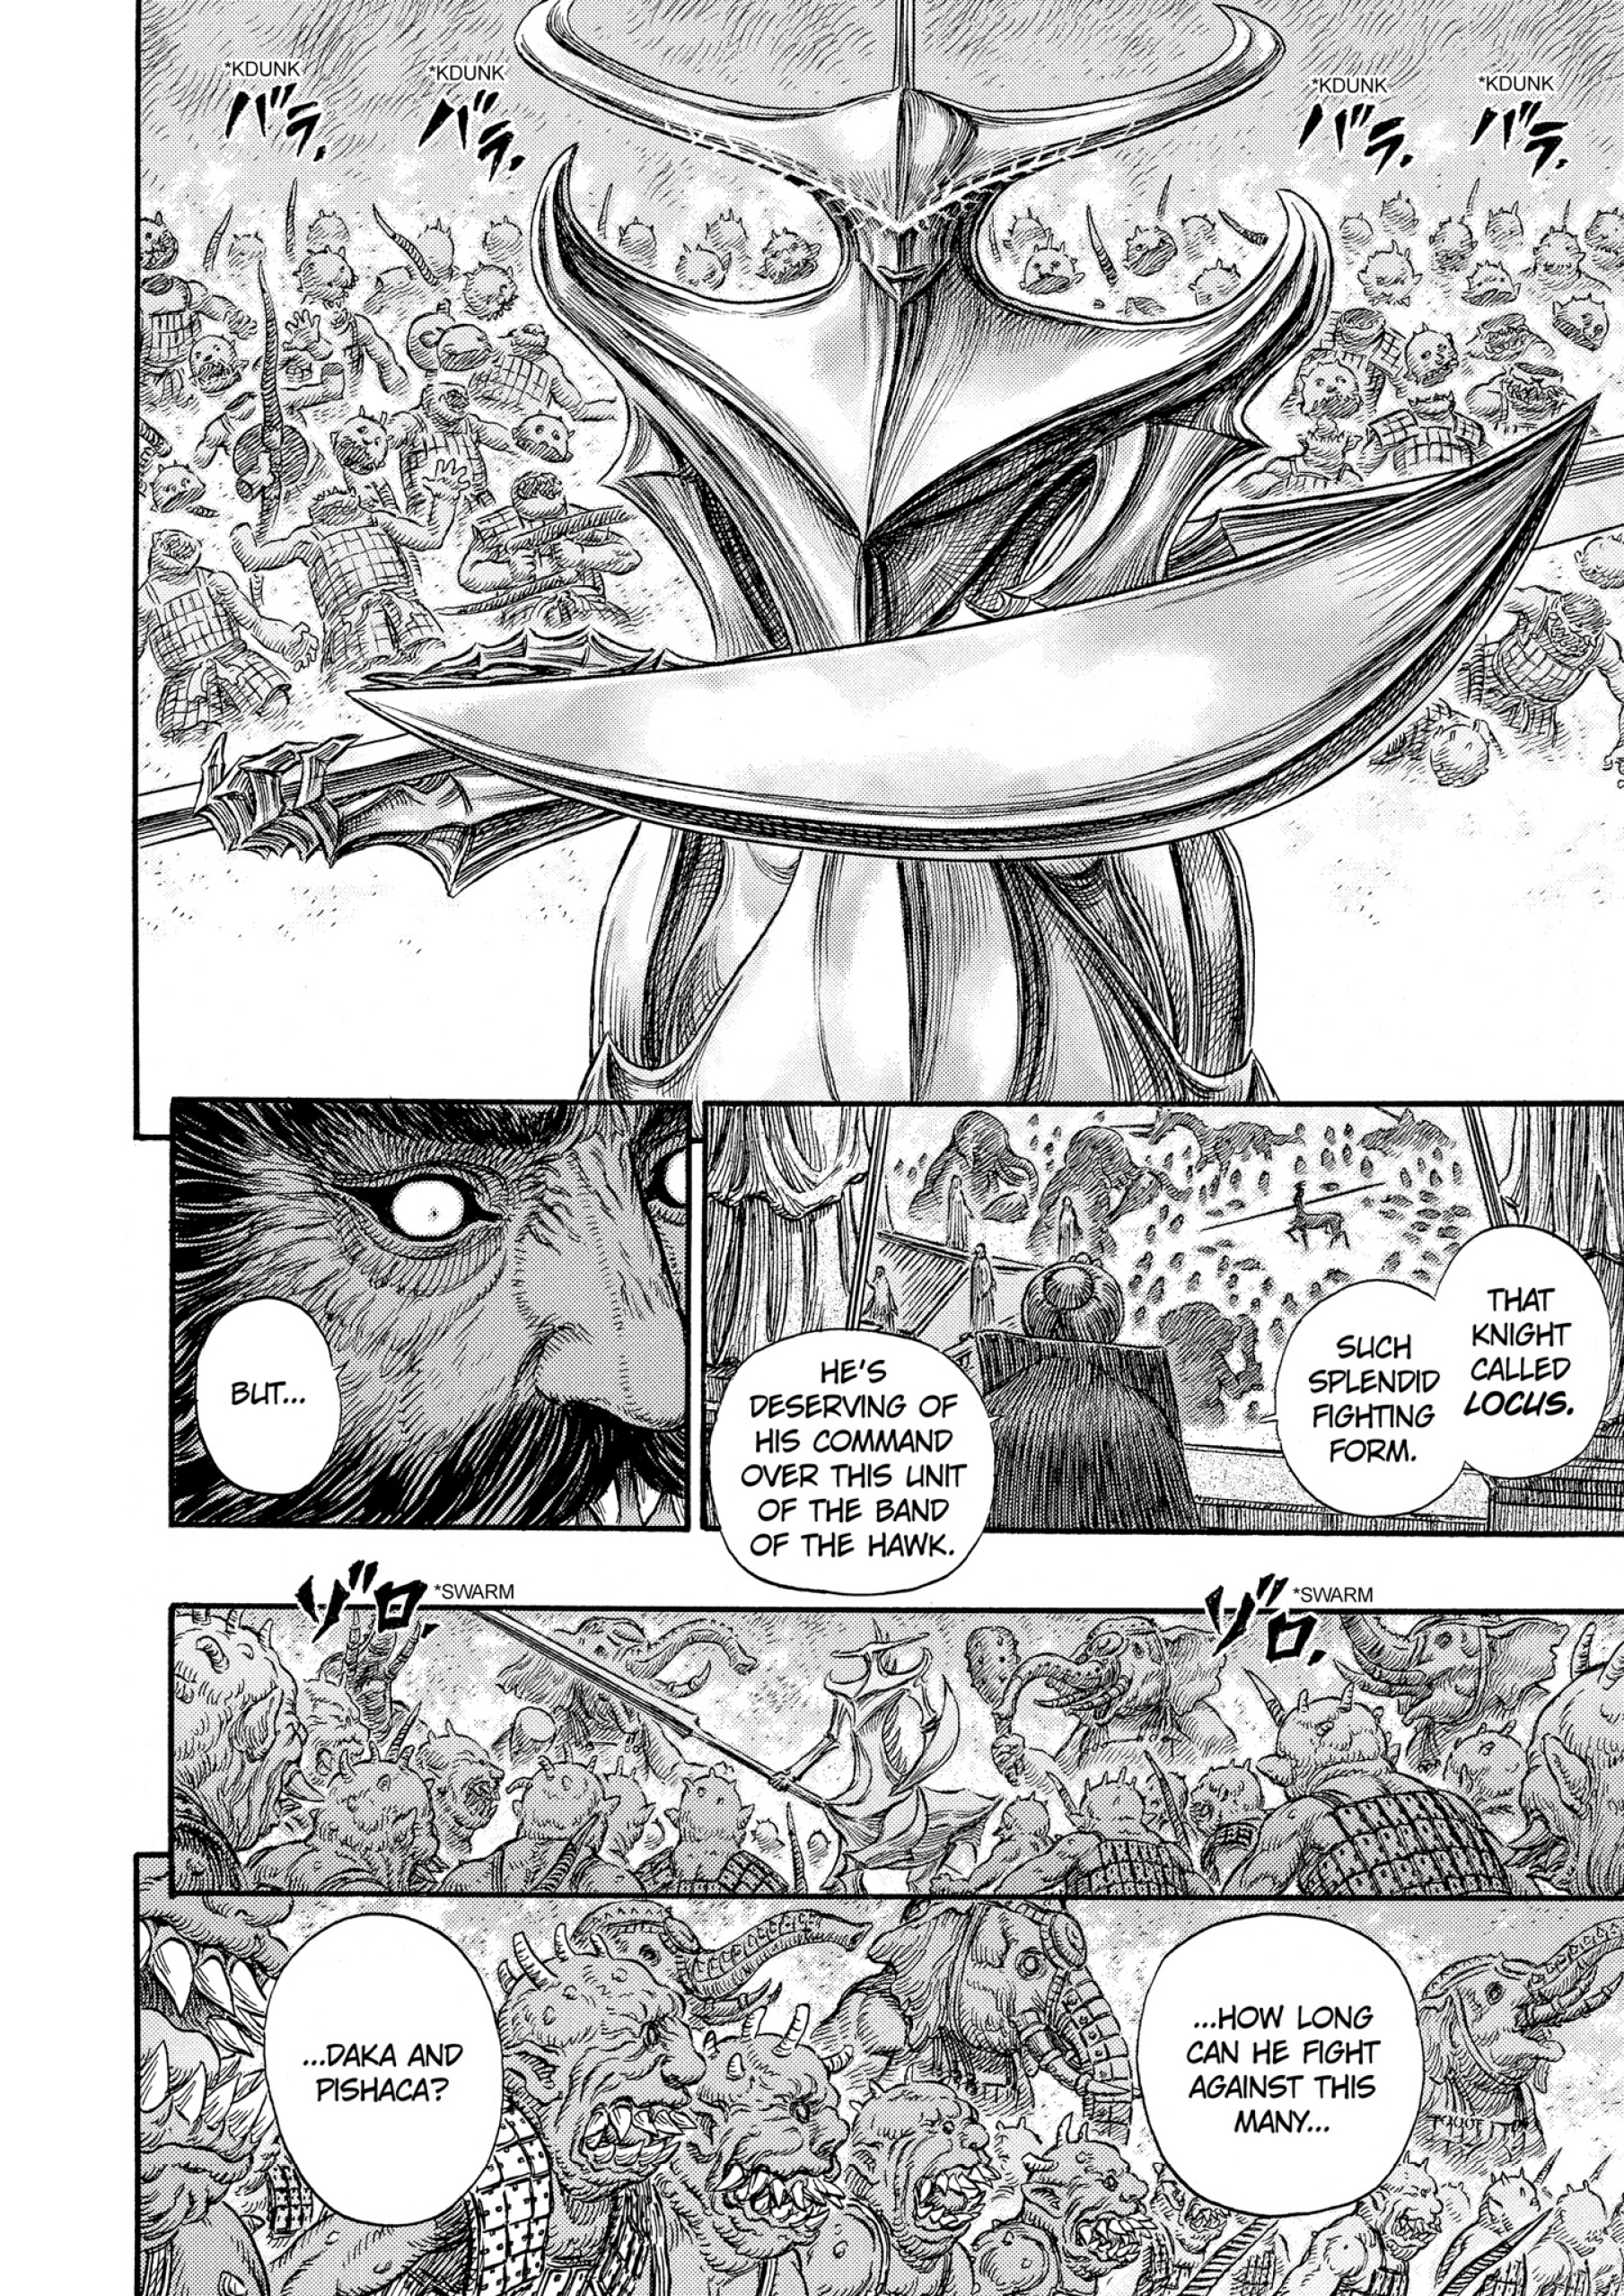 *KDUNK
バラ.
*KDUNK
バラ.
*KDUNK
バラ.
*KDUNK
バラ.
THAT
KNIGHT
CALLED
LOCUS.
SUCH
SPLENDID
FIGHTING
FORM.
HE'S
DESERVING OF
HIS COMMAND
OVER THIS UNIT
OF THE BAND
OF THE HAWK.
BUT...
*SWARM
ゾロ.
*SWARM
ゾロ.
...HOW LONG
CAN HE FIGHT
AGAINST THIS
MANY...
...DAKA AND
PISHACA?